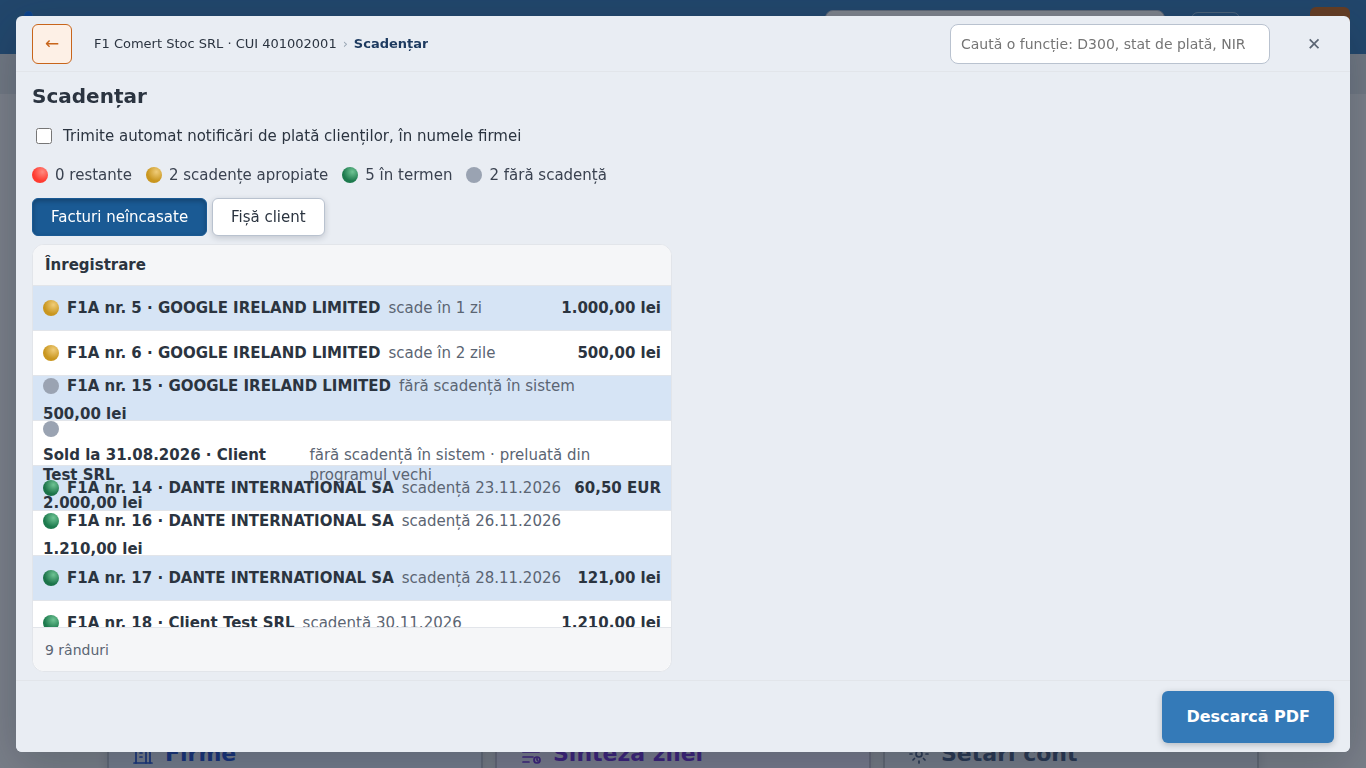 ←
F1 Comert Stoc SRL · CUI 401002001 › Scadențar
Caută o funcție: D300, stat de plată, NIR
✕
Scadențar
Trimite automat notificări de plată clienților, în numele firmei
0 restante 2 scadențe apropiate 5 în termen 2 fără scadență
Facturi neîncasate Fișă client
Înregistrare
F1A nr. 5 · GOOGLE IRELAND LIMITED scade în 1 zi 1.000,00 lei
F1A nr. 6 · GOOGLE IRELAND LIMITED scade în 2 zile 500,00 lei
F1A nr. 15 · GOOGLE IRELAND LIMITED fără scadență în sistem
500,00 lei
Sold la 31.08.2026 · Client fără scadență în sistem · preluată din
Test SRL programul vechi
F1A nr. 14 · DANTE INTERNATIONAL SA scadență 23.11.2026 60,50 EUR
2.000,00 lei
F1A nr. 16 · DANTE INTERNATIONAL SA scadență 26.11.2026
1.210,00 lei
F1A nr. 17 · DANTE INTERNATIONAL SA scadență 28.11.2026 121,00 lei
F1A nr. 18 · Client Test SRL scadență 30.11.2026 1.210,00 lei
9 rânduri
Descarcă PDF
Firme Sinteza zilei Setări cont